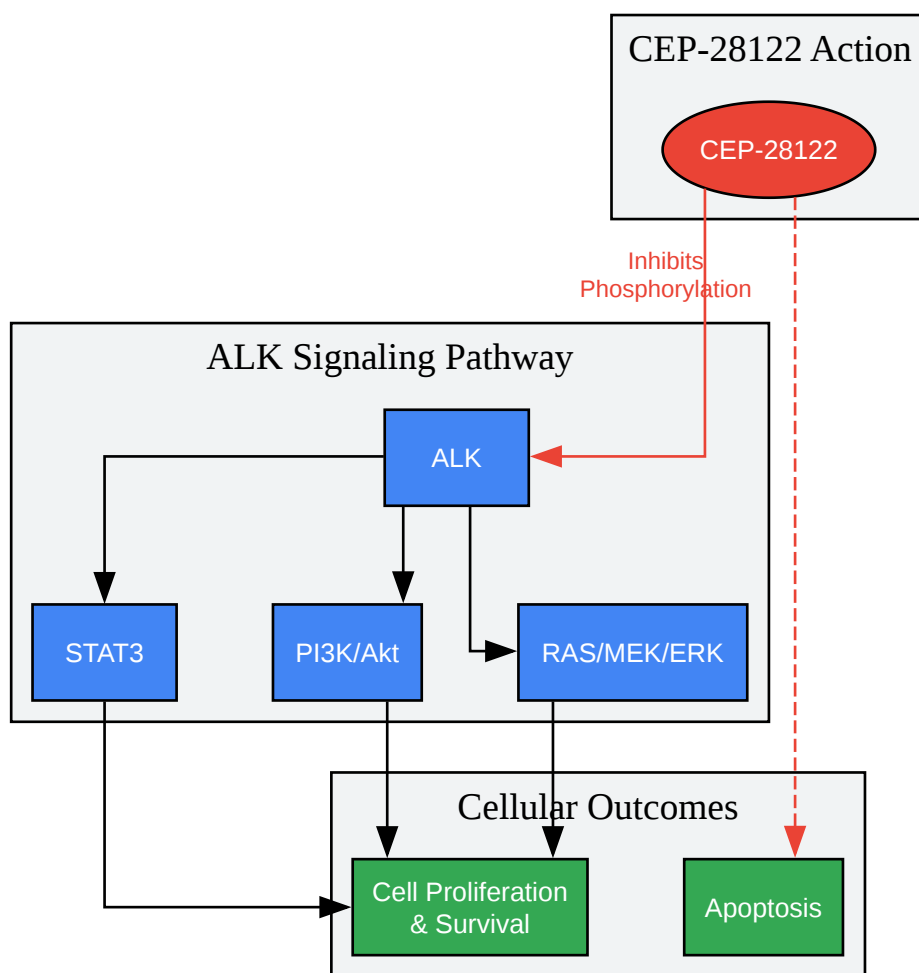 CEP-28122 Action
CEP-28122
Inhibits
Phosphorylation
ALK Signaling Pathway
ALK
STAT3
PI3K/Akt
RAS/MEK/ERK
Cellular Outcomes
Cell Proliferation
& Survival
Apoptosis